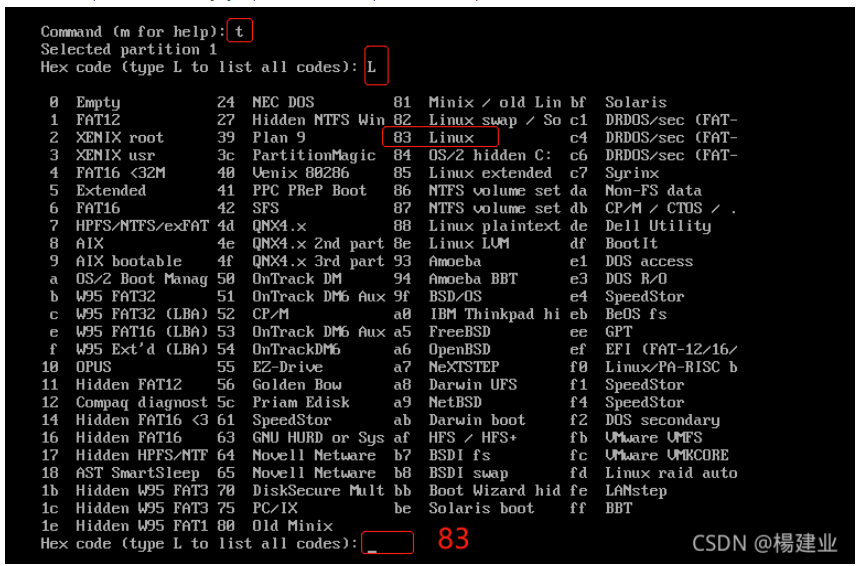 Command (m for help): t
Selected partition 1
Hex code (type L to list all codes): L
0 Empty 24 NEC DOS 81 Minix / old Lin bf Solaris
1 FAT12 27 Hidden NTFS Win 82 Linux swap / So c1 DRDOS/sec (FAT-
2 XENIX root 39 Plan 9 83 Linux c4 DRDOS/sec (FAT-
3 XENIX usr 3c PartitionMagic 84 OS/2 hidden C: c6 DRDOS/sec (FAT-
4 FAT16 <32M 40 Venix 80286 85 Linux extended c7 Syrinx
5 Extended 41 PPC PReP Boot 86 NTFS volume set da Non-FS data
6 FAT16 42 SFS 87 NTFS volume set db CP/M / CTOS / .
7 HPFS/NTFS/exFAT 4d QNX4.x 88 Linux plaintext de Dell Utility
8 AIX 4e QNX4.x 2nd part 8e Linux LVM df BootIt
9 AIX bootable 4f QNX4.x 3rd part 93 Amoeba e1 DOS access
a OS/2 Boot Manag 50 OnTrack DM 94 Amoeba BBT e3 DOS R/O
b W95 FAT32 51 OnTrack DM6 Aux 9f BSD/OS e4 SpeedStor
c W95 FAT32 (LBA) 52 CP/M a0 IBM Thinkpad hi eb BeOS fs
e W95 FAT16 (LBA) 53 OnTrack DM6 Aux a5 FreeBSD ee GPT
f W95 Ext'd (LBA) 54 OnTrackDM6 a6 OpenBSD ef EFI (FAT-12/16/
10 OPUS 55 EZ-Drive a7 NeXTSTEP f0 Linux/PA-RISC b
11 Hidden FAT12 56 Golden Bow a8 Darwin UFS f1 SpeedStor
12 Compaq diagnost 5c Priam Edisk a9 NetBSD f4 SpeedStor
14 Hidden FAT16 <3 61 SpeedStor ab Darwin boot f2 DOS secondary
16 Hidden FAT16 63 GNU HURD or Sys af HFS / HFS+ fb VMware VMFS
17 Hidden HPFS/NTF 64 Novell Netware b7 BSDI fs fc VMware VMKCORE
18 AST SmartSleep 65 Novell Netware b8 BSDI swap fd Linux raid auto
1b Hidden W95 FAT3 70 DiskSecure Mult bb Boot Wizard hid fe LANstep
1c Hidden W95 FAT3 75 PC/IX be Solaris boot ff BBT
1e Hidden W95 FAT1 80 Old Minix
Hex code (type L to list all codes): _ 83
CSDN @楊建业